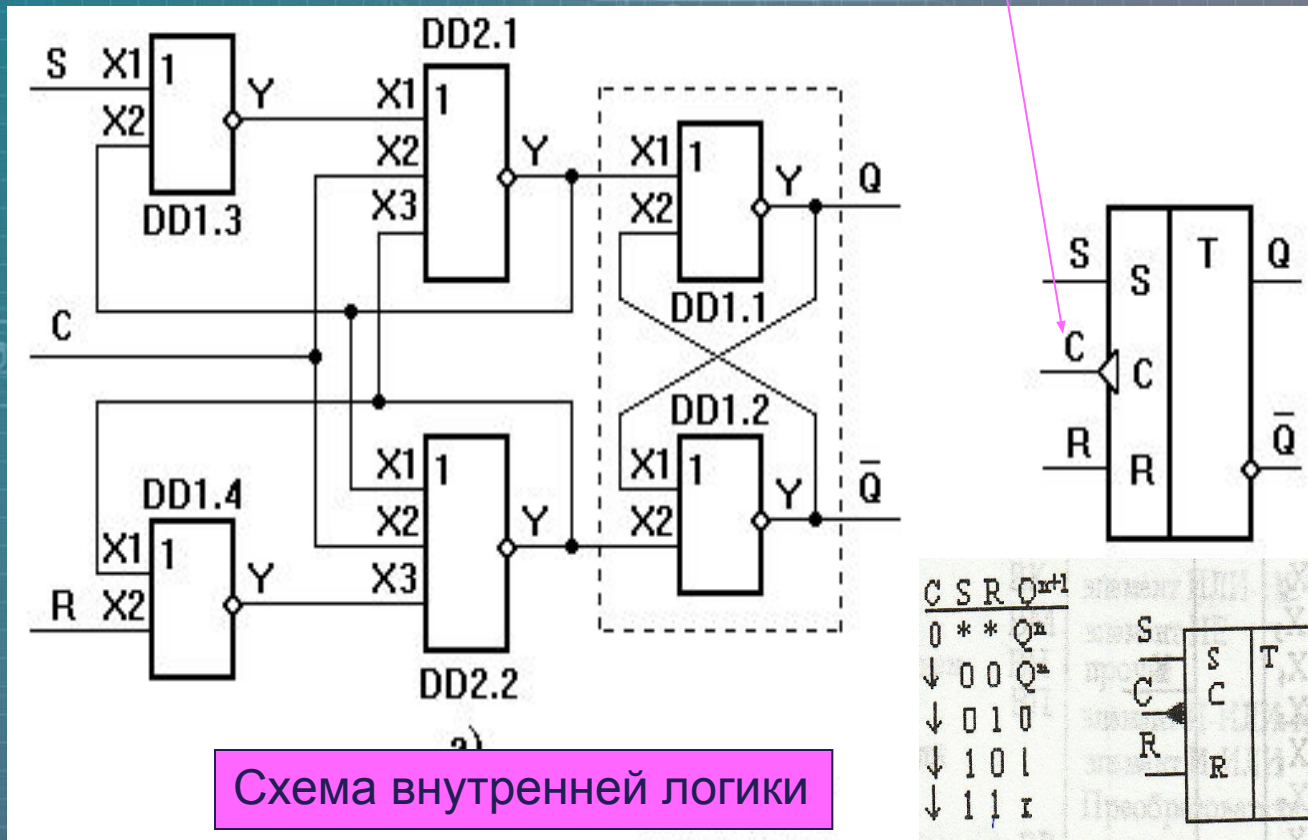 DD2.1
S X1 1 Y X1 1
X2 X2 Y X1 1 Y Q
X3 X2
DD1.3
DD1.1
C
DD1.2
X1 1 X1 1 Y Q̅
DD1.4 X2 Y X2
X1 1 Y X3
R X2
DD2.2
Схема внутренней логики
S S T Q
C C
R R Q̅
C S R Qⁿ⁺¹
0 * * Qⁿ
↓ 0 0 Qⁿ
↓ 0 1 0
↓ 1 0 1
↓ 1 1 x
S S T
C C
R R